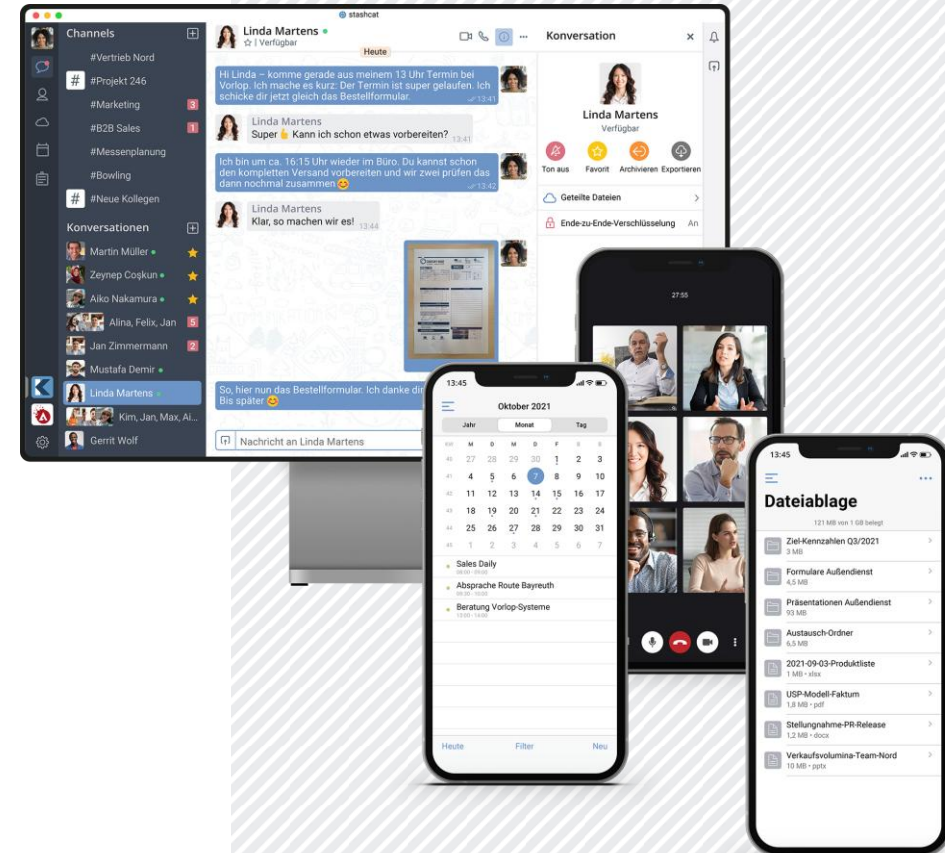 stashcat
Channels
#Vertrieb Nord
# #Projekt 246
#Marketing 3
#B2B Sales 1
#Messenplanung
#Bowling
# #Neue Kollegen
Konversationen
Martin Müller
Zeynep Coşkun
Aiko Nakamura
Alina, Felix, Jan 5
Jan Zimmermann 2
Mustafa Demir
Linda Martens
Kim, Jan, Max, Ai...
Gerrit Wolf
Linda Martens
Verfügbar
Heute
Hi Linda – komme gerade aus meinem 13 Uhr Termin bei
Vorlop. Ich mache es kurz: Der Termin ist super gelaufen. Ich
schicke dir jetzt gleich das Bestellformular.
13:41
Linda Martens
Super 👍 Kann ich schon etwas vorbereiten? 13:41
Ich bin um ca. 16:15 Uhr wieder im Büro. Du kannst schon
den kompletten Versand vorbereiten und wir zwei prüfen das
dann nochmal zusammen 😊
13:42
Linda Martens
Klar, so machen wir es! 13:44
So, hier nun das Bestellformular. Ich danke
Bis später 😊
Nachricht an Linda Martens
Konversation
Linda Martens
Verfügbar
Ton aus Favorit Archivieren Exportieren
Geteilte Dateien
Ende-zu-Ende-Verschlüsselung An
13:45
Oktober 2021
Jahr Monat Tag
KW M D M D F S S
40 27 28 29 30 1 2 3
41 4 5 6 7 8 9 10
42 11 12 13 14 15 16 17
43 18 19 20 21 22 23 24
44 25 26 27 28 29 30 31
45 1 2 3 4 5 6 7
Sales Daily
Absprache Route Bayreuth
Beratung Vorlop-Systeme
13:00 - 14:00
Heute Filter Neu
27:55
13:45
Dateiablage
121 MB von 1 GB belegt
Ziel-Kennzahlen Q3/2021
3 MB
Formulare Außendienst
4,5 MB
Präsentationen Außendienst
93 MB
Austausch-Ordner
6,5 MB
2021-09-03-Produktliste
1 MB • xlsx
USP-Modell-Faktum
1,8 MB • pdf
Stellungnahme-PR-Release
1,2 MB • docx
Verkaufsvolumina-Team-Nord
10 MB • pptx